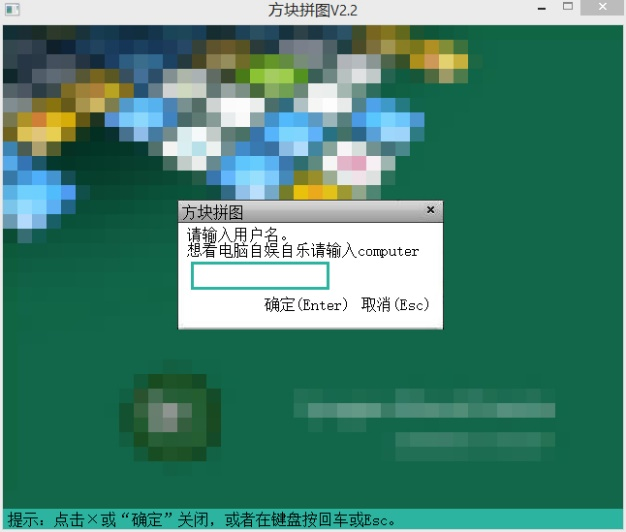 方块拼图V2.2
方块拼图
请输入用户名。
想看电脑自娱自乐请输入computer
确定(Enter) 取消(Esc)
提示：点击×或“确定”关闭，或者在键盘按回车或Esc。